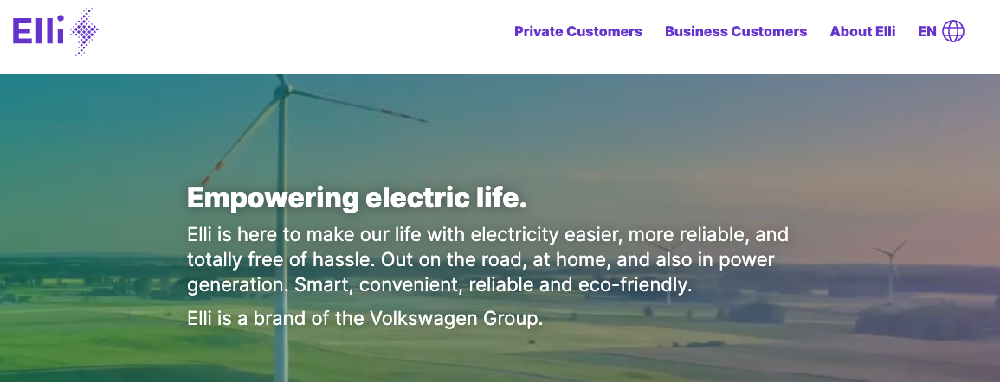 Elli
Private Customers Business Customers About Elli EN
Empowering electric life.
Elli is here to make our life with electricity easier, more reliable, and
totally free of hassle. Out on the road, at home, and also in power
generation. Smart, convenient, reliable and eco-friendly.
Elli is a brand of the Volkswagen Group.